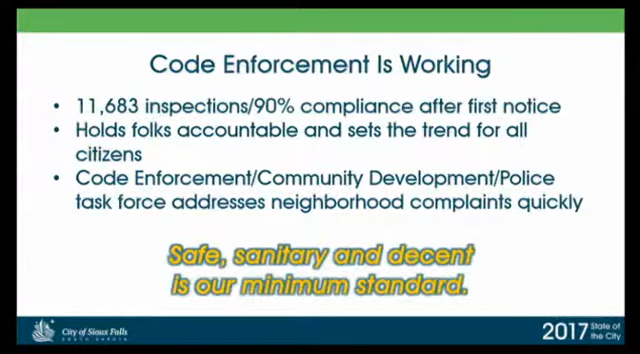 Code Enforcement Is Working
• 11,683 inspections/90% compliance after first notice
• Holds folks accountable and sets the trend for all
citizens
• Code Enforcement/Community Development/Police
task force addresses neighborhood complaints quickly
Safe, sanitary and decent
is our minimum standard.
City of Sioux Falls
SOUTH DAKOTA
2017 State of
the City